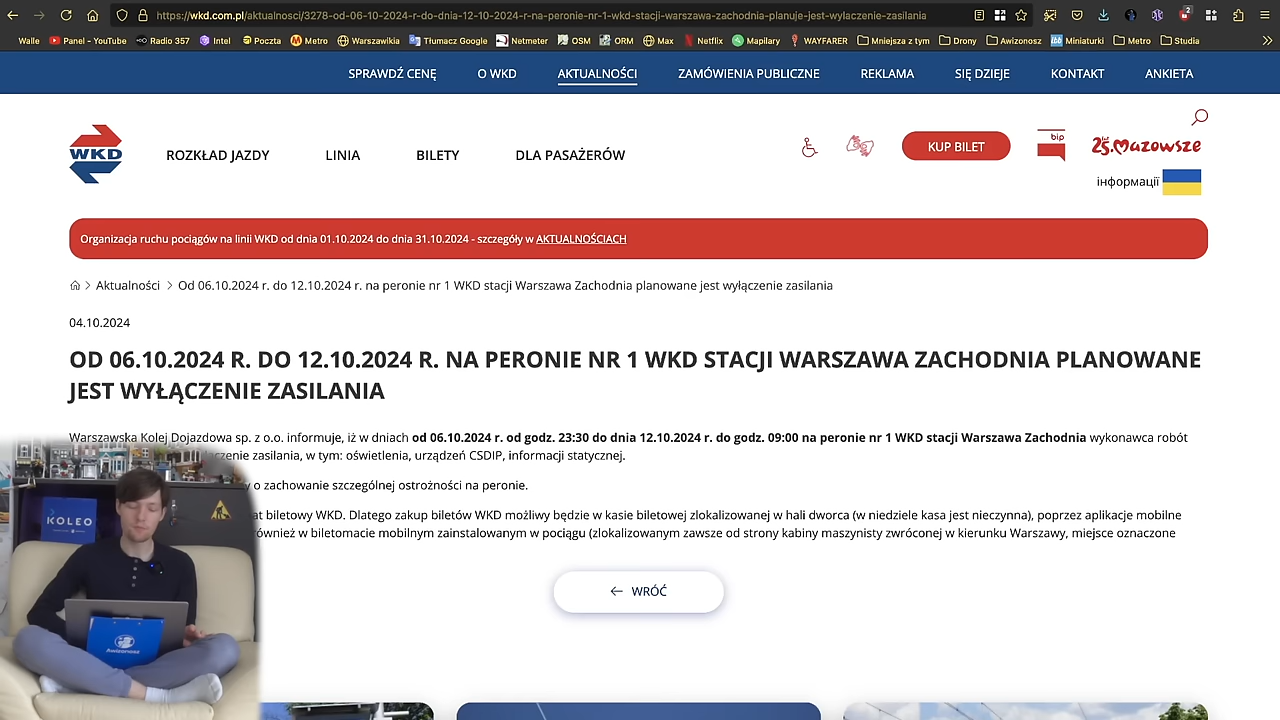 https://wkd.com.pl/aktualnosci/3278-od-06-10-2024-r-do-dnia-12-10-2024-r-na-peronie-nr-1-wkd-stacji-warszawa-zachodnia-planuje-jest-wylaczenie-zasilania
2
Walle Panel - YouTube Radio 357 Intel Poczta Metro Warszawikia Tłumacz Google Netmeter OSM ORM Max Netflix Mapilary WAYFARER Mniejsza z tym Drony Awizonosz Miniaturki Metro Studia
SPRAWDŹ CENĘ O WKD AKTUALNOŚCI ZAMÓWIENIA PUBLICZNE REKLAMA SIĘ DZIEJE KONTAKT ANKIETA
WKD ROZKŁAD JAZDY LINIA BILETY DLA PASAŻERÓW KUP BILET bip 25 lat Mazowsze
інформації
Organizacja ruchu pociągów na linii WKD od dnia 01.10.2024 do dnia 31.10.2024 - szczegóły w AKTUALNOŚCIACH
Aktualności Od 06.10.2024 r. do 12.10.2024 r. na peronie nr 1 WKD stacji Warszawa Zachodnia planowane jest wyłączenie zasilania
04.10.2024
OD 06.10.2024 R. DO 12.10.2024 R. NA PERONIE NR 1 WKD STACJI WARSZAWA ZACHODNIA PLANOWANE
JEST WYŁĄCZENIE ZASILANIA
Warszawska Kolej Dojazdowa sp. z o.o. informuje, iż w dniach od 06.10.2024 r. od godz. 23:30 do dnia 12.10.2024 r. do godz. 09:00 na peronie nr 1 WKD stacji Warszawa Zachodnia wykonawca robót
zasilania, w tym: oświetlenia, urządzeń CSDIP, informacji statycznej.
o zachowanie szczególnej ostrożności na peronie.
biletowy WKD. Dlatego zakup biletów WKD możliwy będzie w kasie biletowej zlokalizowanej w hali dworca (w niedziele kasa jest nieczynna), poprzez aplikacje mobilne
również w biletomacie mobilnym zainstalowanym w pociągu (zlokalizowanym zawsze od strony kabiny maszynisty zwróconej w kierunku Warszawy, miejsce oznaczone
KOLEO
WRÓĆ
Awizonosz